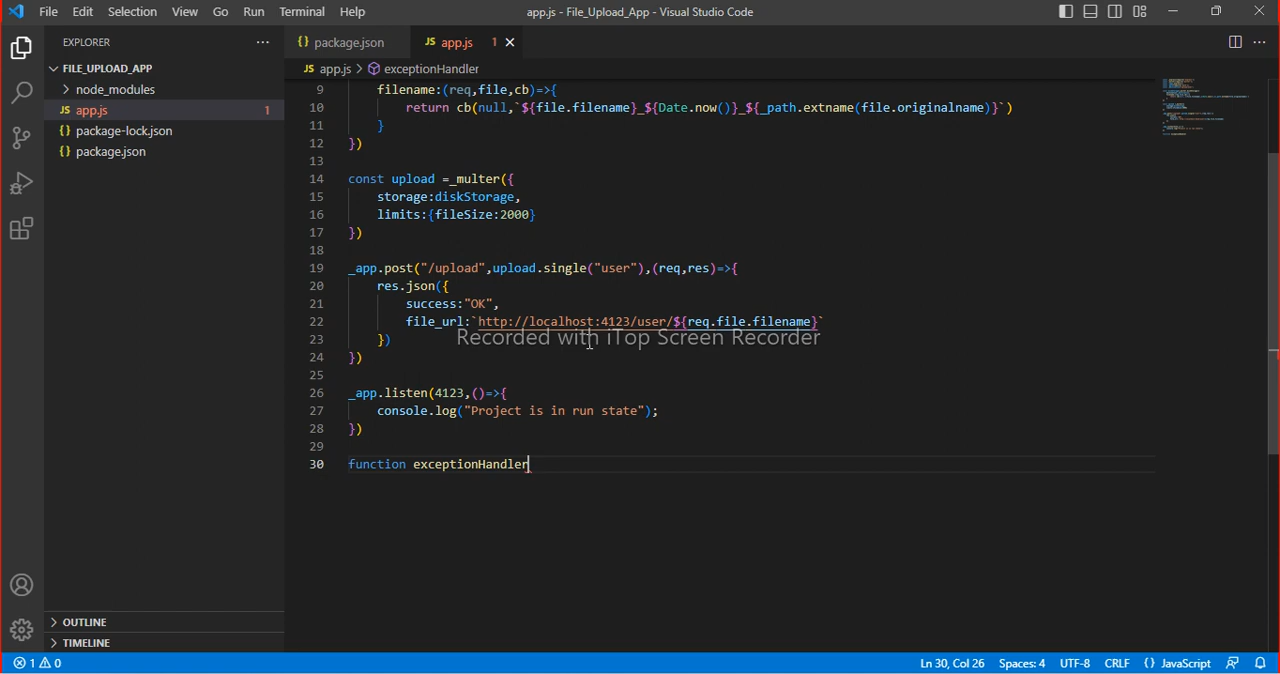 File Edit Selection View Go Run Terminal Help app.js - File_Upload_App - Visual Studio Code
EXPLORER ···
FILE_UPLOAD_APP
node_modules
JS app.js 1
{} package-lock.json
{} package.json
OUTLINE
TIMELINE
{} package.json JS app.js 1
JS app.js > exceptionHandler
9 filename:(req,file,cb)=>{
10 return cb(null,`${file.filename}_${Date.now()}_${_path.extname(file.originalname)}`)
11 }
12 })
13
14 const upload =_multer({
15 storage:diskStorage,
16 limits:{fileSize:2000}
17 })
18
19 _app.post("/upload",upload.single("user"),(req,res)=>{
20 res.json({
21 success:"OK",
22 file_url:`http://localhost:4123/user/${req.file.filename}`
23 })
24 })
25
26 _app.listen(4123,()=>{
27 console.log("Project is in run state");
28 })
29
30 function exceptionHandler
Recorded with iTop Screen Recorder
1 0 Ln 30, Col 26 Spaces: 4 UTF-8 CRLF {} JavaScript